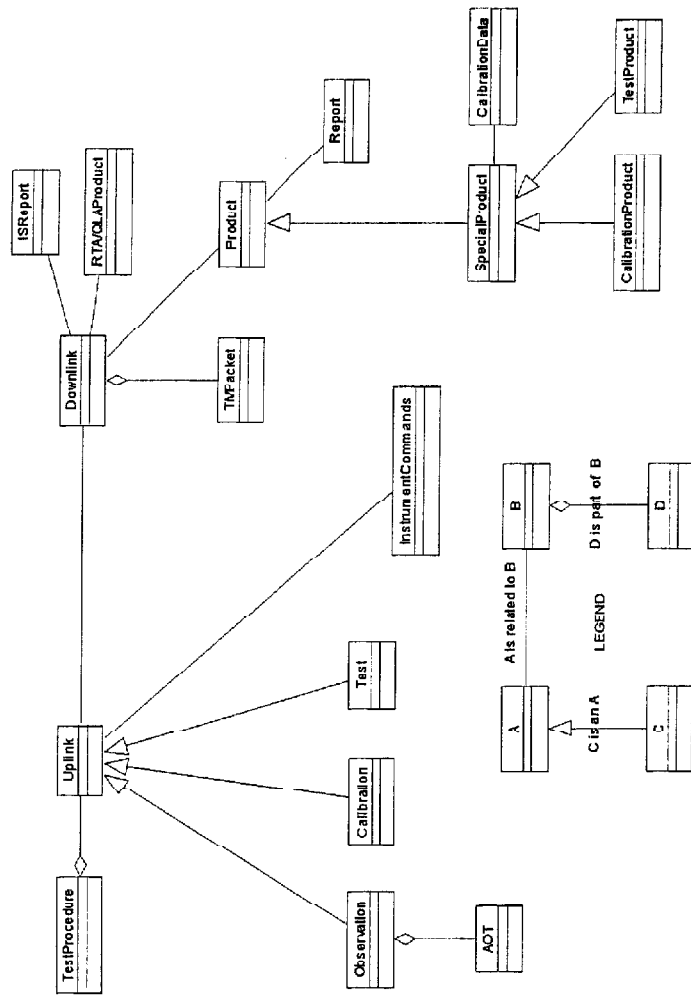 ISReport
RTA/QLAProduct
Downlink
Product
Report
TMPacket
CalibrationData
SpecialProduct
TestProduct
CalibrationProduct
Uplink
TestProcedure
InstrumentCommands
Test
Calibration
Observation
AOT
A is related to B
A
B
C is an A
D is part of B
LEGEND
C
D